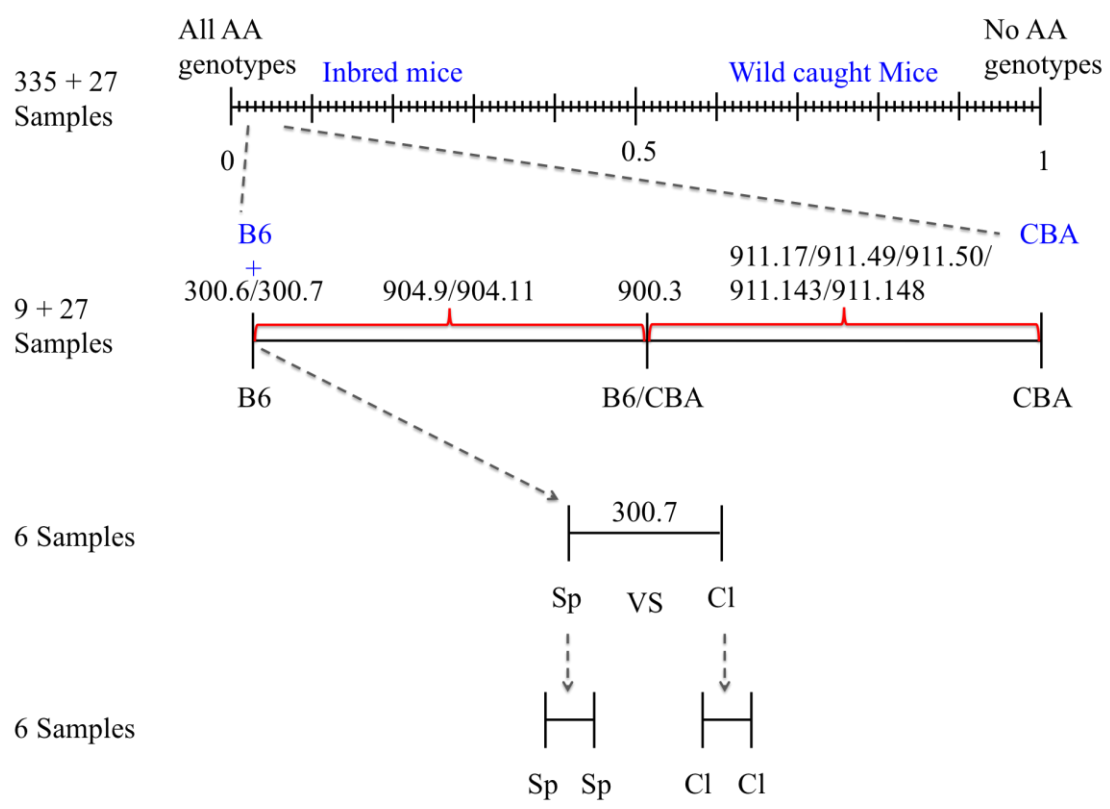 All AA
genotypes
No AA
genotypes
335 + 27
Samples
Inbred mice
Wild caught Mice
0
0.5
1
B6
+
CBA
300.6/300.7
904.9/904.11
900.3
911.17/911.49/911.50/
911.143/911.148
9 + 27
Samples
B6
B6/CBA
CBA
6 Samples
300.7
Sp
VS
Cl
6 Samples
Sp
Sp
Cl
Cl